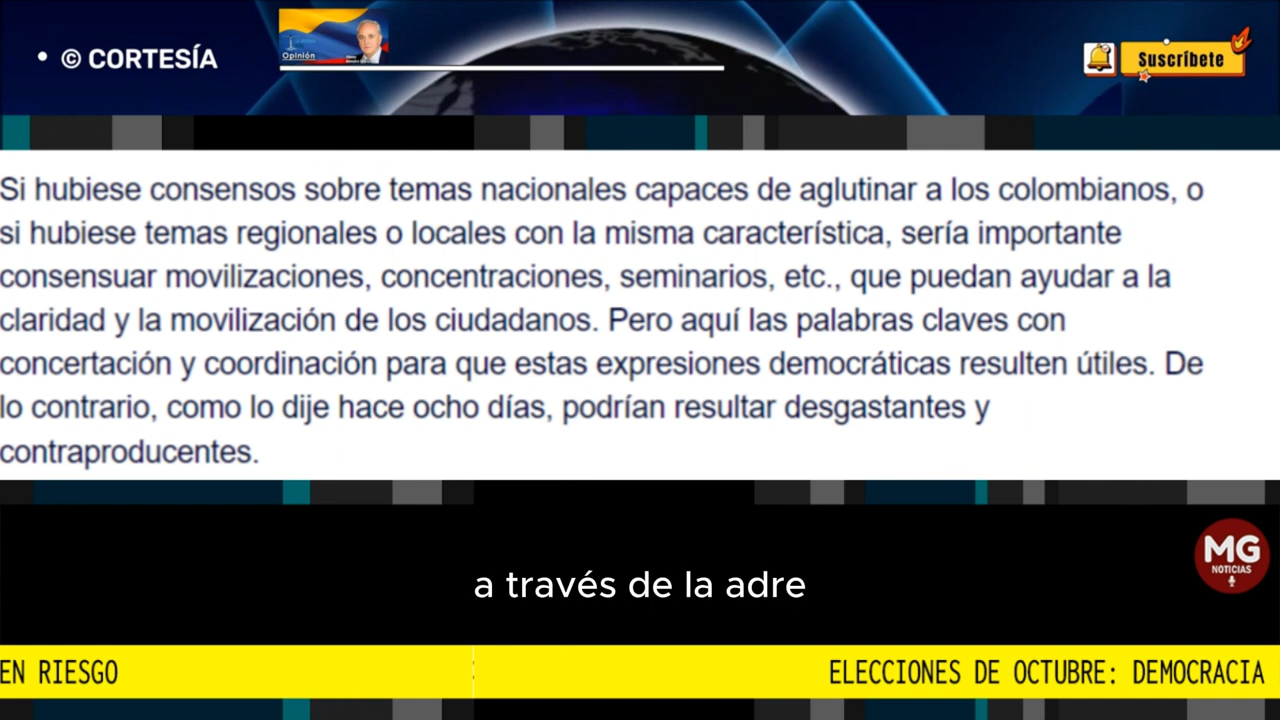 • © CORTESÍA
Opinión
Suscríbete
Si hubiese consensos sobre temas nacionales capaces de aglutinar a los colombianos, o
si hubiese temas regionales o locales con la misma característica, sería importante
consensuar movilizaciones, concentraciones, seminarios, etc., que puedan ayudar a la
claridad y la movilización de los ciudadanos. Pero aquí las palabras claves con
concertación y coordinación para que estas expresiones democráticas resulten útiles. De
lo contrario, como lo dije hace ocho días, podrían resultar desgastantes y
contraproducentes.
MG
NOTICIAS
a través de la adre
EN RIESGO
ELECCIONES DE OCTUBRE: DEMOCRACIA